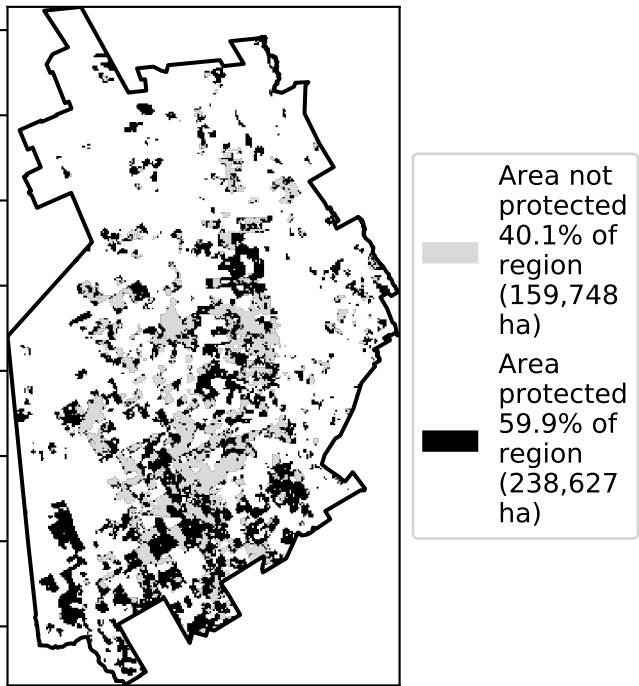 Area not
protected
40.1% of
region
(159,748
ha)
Area
protected
59.9% of
region
(238,627
ha)